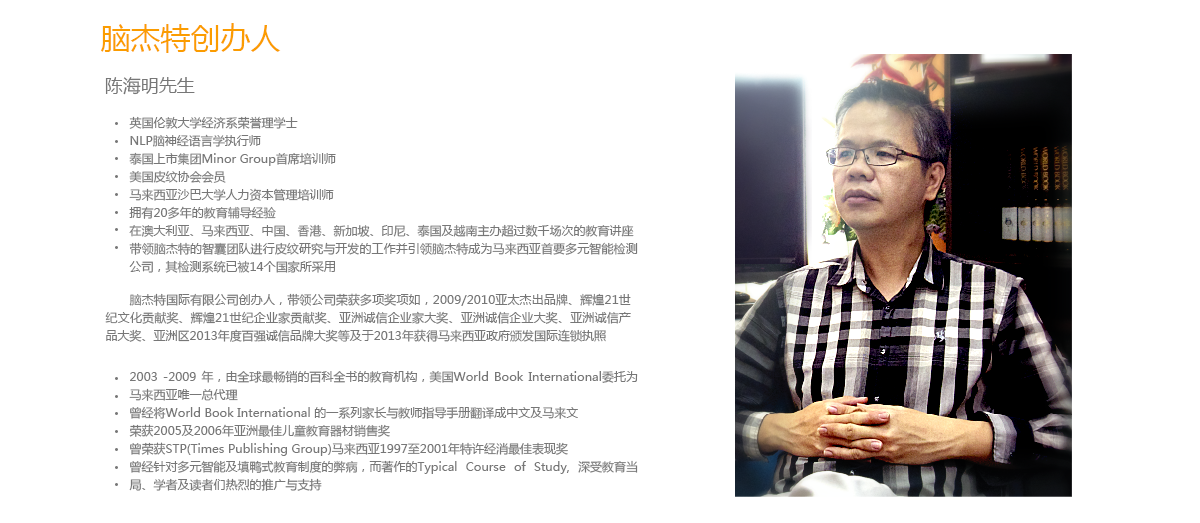 脑杰特创办人
陈海明先生
• 英国伦敦大学经济系荣誉理学士
• NLP脑神经语言学执行师
• 泰国上市集团Minor Group首席培训师
• 美国皮纹协会会员
• 马来西亚沙巴大学人力资本管理培训师
• 拥有20多年的教育辅导经验
• 在澳大利亚、马来西亚、中国、香港、新加坡、印尼、泰国及越南主办超过数千场次的教育讲座
• 带领脑杰特的智囊团队进行皮纹研究与开发的工作并引领脑杰特成为马来西亚首要多元智能检测
公司，其检测系统已被14个国家所采用
脑杰特国际有限公司创办人，带领公司荣获多项奖项如，2009/2010亚太杰出品牌、辉煌21世
纪文化贡献奖、辉煌21世纪企业家贡献奖、亚洲诚信企业家大奖、亚洲诚信企业大奖、亚洲诚信产
品大奖、亚洲区2013年度百强诚信品牌大奖等及于2013年获得马来西亚政府颁发国际连锁执照
• 2003 -2009 年，由全球最畅销的百科全书的教育机构，美国World Book International委托为
• 马来西亚唯一总代理
• 曾经将World Book International 的一系列家长与教师指导手册翻译成中文及马来文
• 荣获2005及2006年亚洲最佳儿童教育器材销售奖
• 曾荣获STP(Times Publishing Group)马来西亚1997至2001年特许经消最佳表现奖
• 曾经针对多元智能及填鸭式教育制度的弊病，而著作的Typical Course of Study, 深受教育当
• 局、学者及读者们热烈的推广与支持
WORLD BOOK
WORLD BOOK